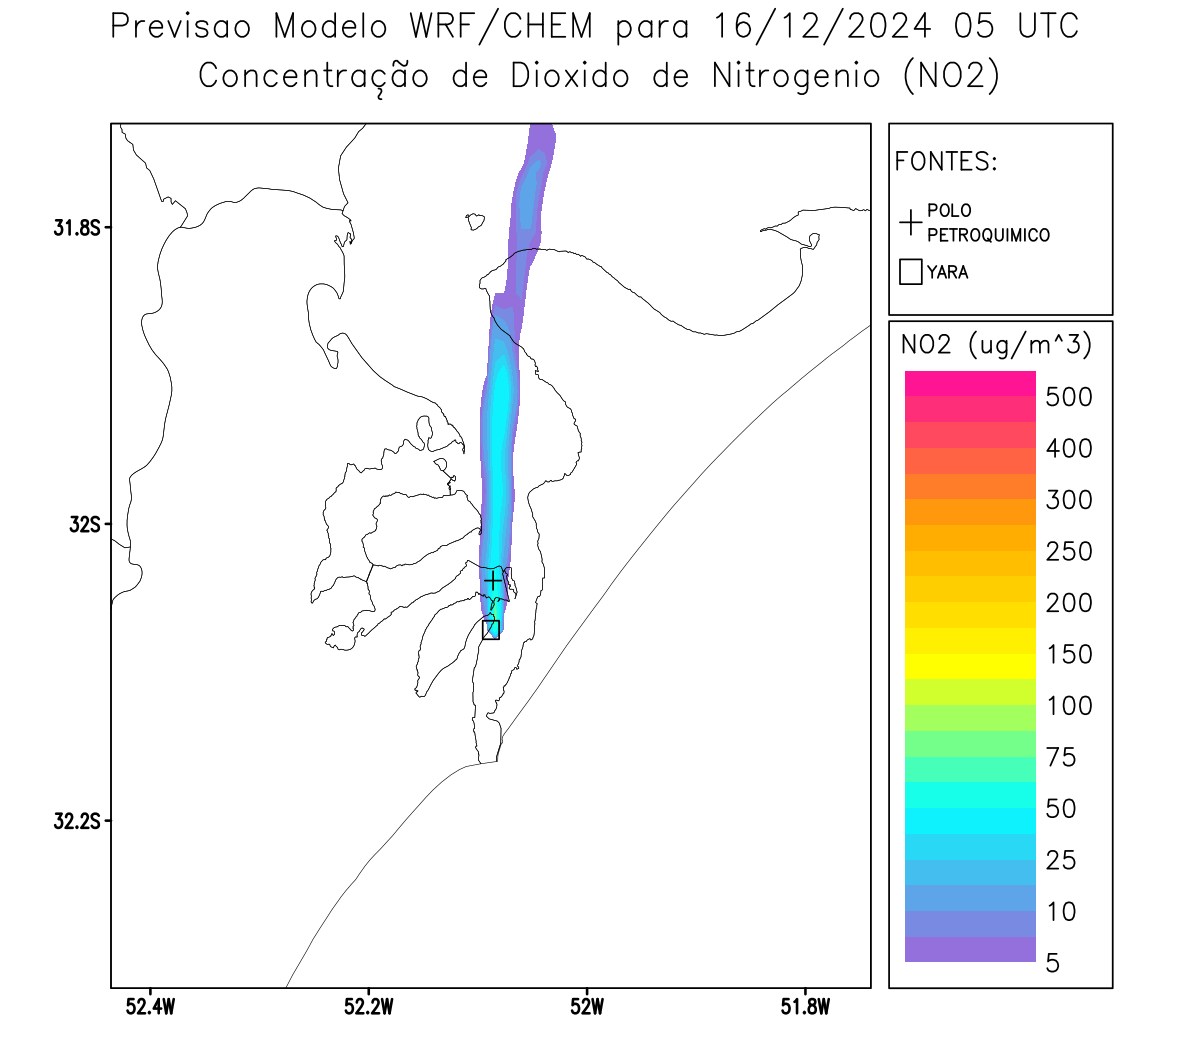 Previsao Modelo WRF/CHEM para 16/12/2024 05 UTC
Concentração de Dioxido de Nitrogenio (NO2)
FONTES:
POLO
PETROQUIMICO
YARA
NO2 (ug/m^3)
500
400
300
250
200
150
100
75
50
25
10
5
31.8S
32S
32.2S
52.4W
52.2W
52W
51.8W